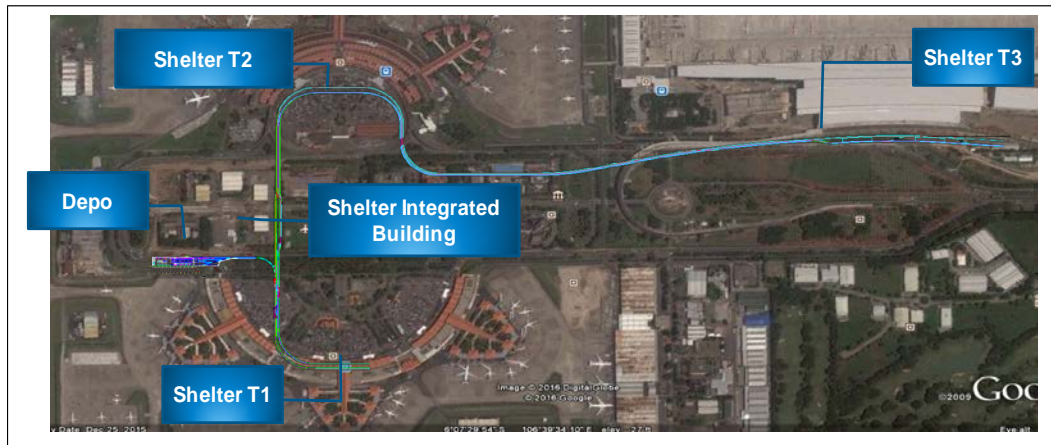 Shelter T2
Shelter T3
Depo
Shelter Integrated
Building
Shelter T1
Image © 2016 DigitalGlobe
© 2016 Google
©2009 Goo
y Date: Dec 25, 2015
6°07'29.54" S 106°39'34.10" E elev 27 ft
Eye alt